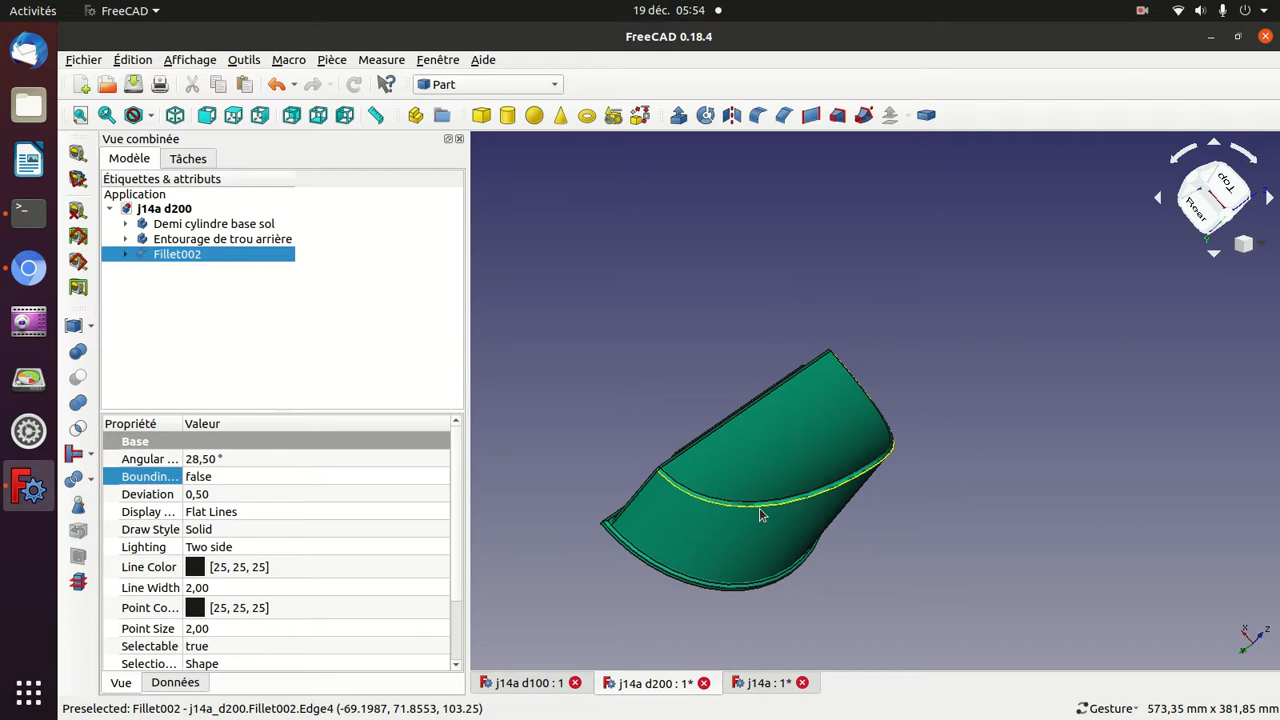 Activités
FreeCAD
19 déc. 05:54
FreeCAD 0.18.4
Fichier Édition Affichage Outils Macro Pièce Mesure Fenêtre Aide
Part
Vue combinée
Modèle Tâches
Étiquettes & attributs
Application
j14a d200
Demi cylindre base sol
Entourage de trou arrière
Fillet002
Top
Rear
Propriété Valeur
Base
Angular ... 28,50 °
Boundin... false
Deviation 0,50
Display ... Flat Lines
Draw Style Solid
Lighting Two side
Line Color [25, 25, 25]
Line Width 2,00
Point Co... [25, 25, 25]
Point Size 2,00
Selectable true
Selectio... Shape
Vue Données
j14a d100 : 1 j14a d200 : 1* j14a : 1*
X Z Y
Preselected: Fillet002 - j14a_d200.Fillet002.Edge4 (-69.1987, 71.8553, 103.25)
Gesture 573,35 mm x 381,85 mm